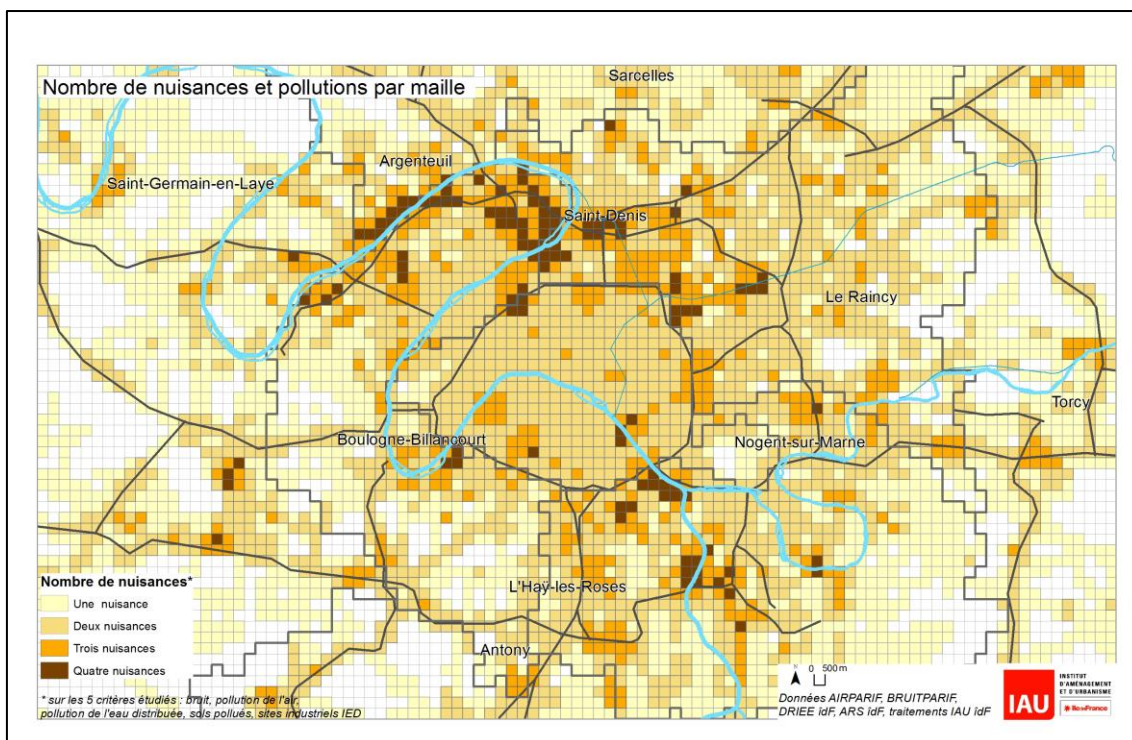 Nombre de nuisances et pollutions par maille
Sarcelles
Argenteuil
Saint-Germain-en-Laye
Saint-Denis
Le Raincy
Torcy
Boulogne-Billancourt
Nogent-sur-Marne
L'Haÿ-les-Roses
Antony
Nombre de nuisances*
Une nuisance
Deux nuisances
Trois nuisances
Quatre nuisances
* sur les 5 critères étudiés : bruit, pollution de l'air,
pollution de l'eau distribuée, sols pollués, sites industriels IED
N
0 500 m
Données AIRPARIF, BRUITPARIF,
DRIEE îdF, ARS îdF, traitements IAU îdF
IAU
INSTITUT
D'AMÉNAGEMENT
ET D'URBANISME
îledeFrance